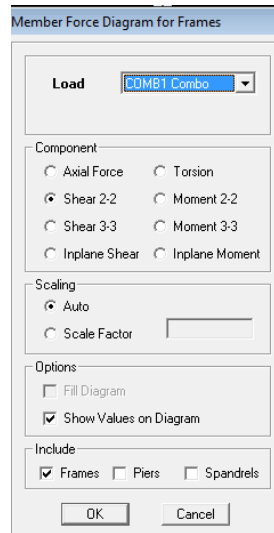 Member Force Diagram for Frames
Load COMB1 Combo
Component
Axial Force Torsion
Shear 2-2 Moment 2-2
Shear 3-3 Moment 3-3
Inplane Shear Inplane Moment
Scaling
Auto
Scale Factor
Options
Fill Diagram
Show Values on Diagram
Include
Frames Piers Spandrels
OK Cancel